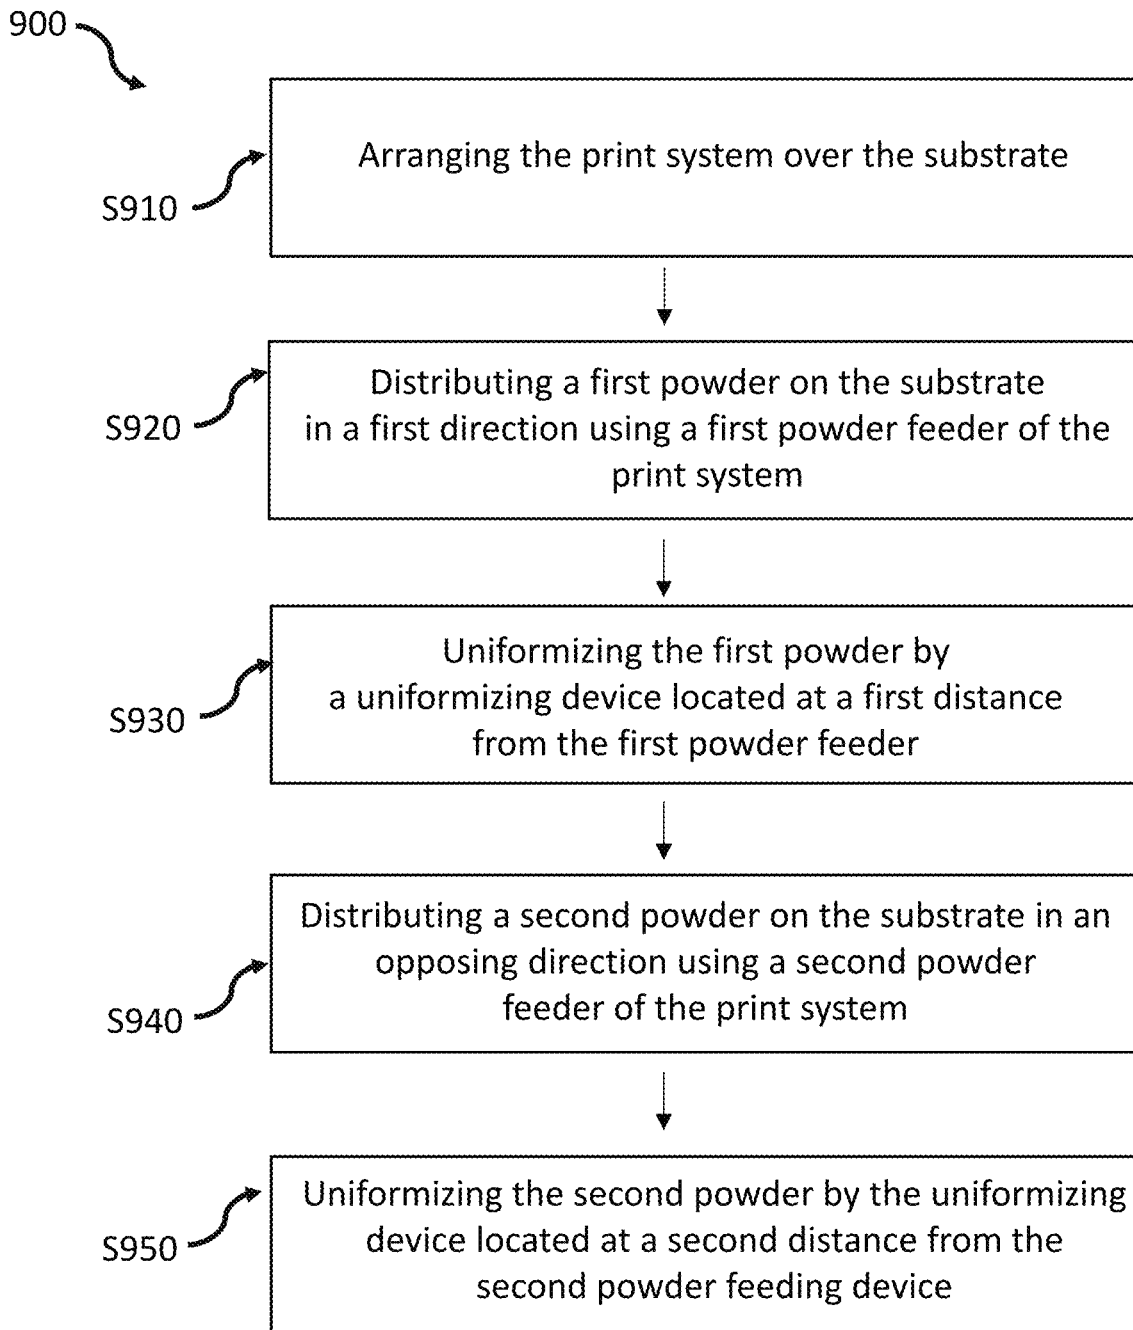 900
Arranging the print system over the substrate
S910
Distributing a first powder on the substrate
in a first direction using a first powder feeder of the
print system
S920
Uniformizing the first powder by
a uniformizing device located at a first distance
from the first powder feeder
S930
Distributing a second powder on the substrate in an
opposing direction using a second powder
feeder of the print system
S940
Uniformizing the second powder by the uniformizing
device located at a second distance from the
second powder feeding device
S950